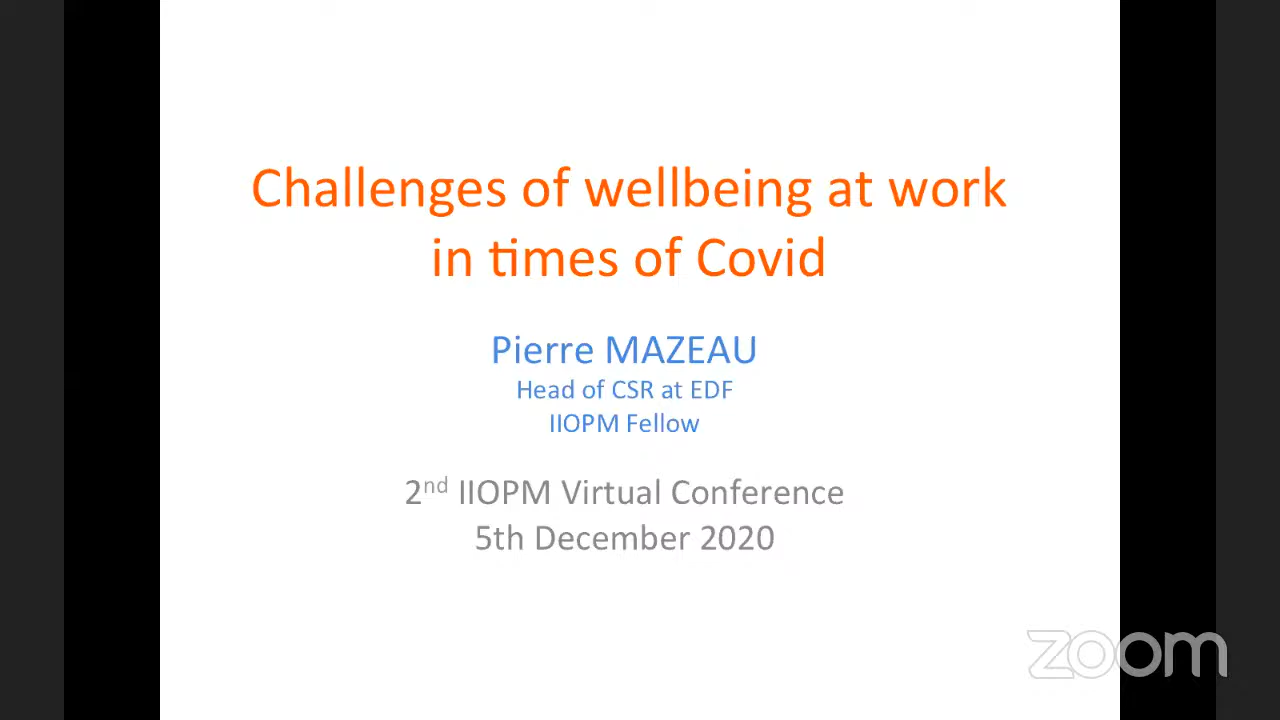 Challenges of wellbeing at work
in times of Covid
Pierre MAZEAU
Head of CSR at EDF
IIOPM Fellow
2nd IIOPM Virtual Conference
5th December 2020
zoom